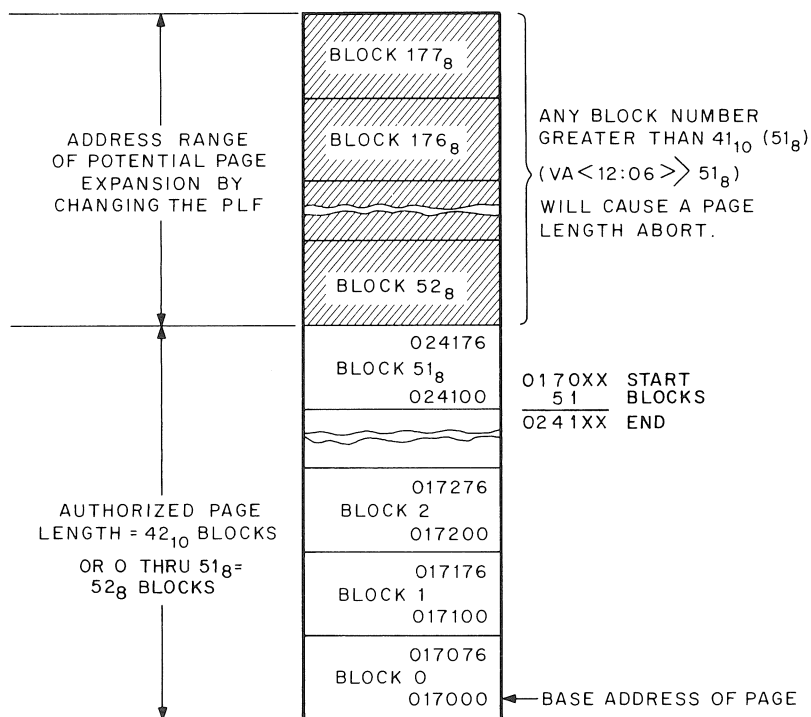 ADDRESS RANGE
OF POTENTIAL PAGE
EXPANSION BY
CHANGING THE PLF
BLOCK 177₈
BLOCK 176₈
BLOCK 52₈
ANY BLOCK NUMBER
GREATER THAN 41₁₀ (51₈)
(VA<12:06>> 51₈)
WILL CAUSE A PAGE
LENGTH ABORT.
AUTHORIZED PAGE
LENGTH = 42₁₀ BLOCKS
OR 0 THRU 51₈=
52₈ BLOCKS
024176
BLOCK 51₈
024100
0170XX START
51 BLOCKS
0241XX END
017276
BLOCK 2
017200
017176
BLOCK 1
017100
017076
BLOCK 0
017000
BASE ADDRESS OF PAGE